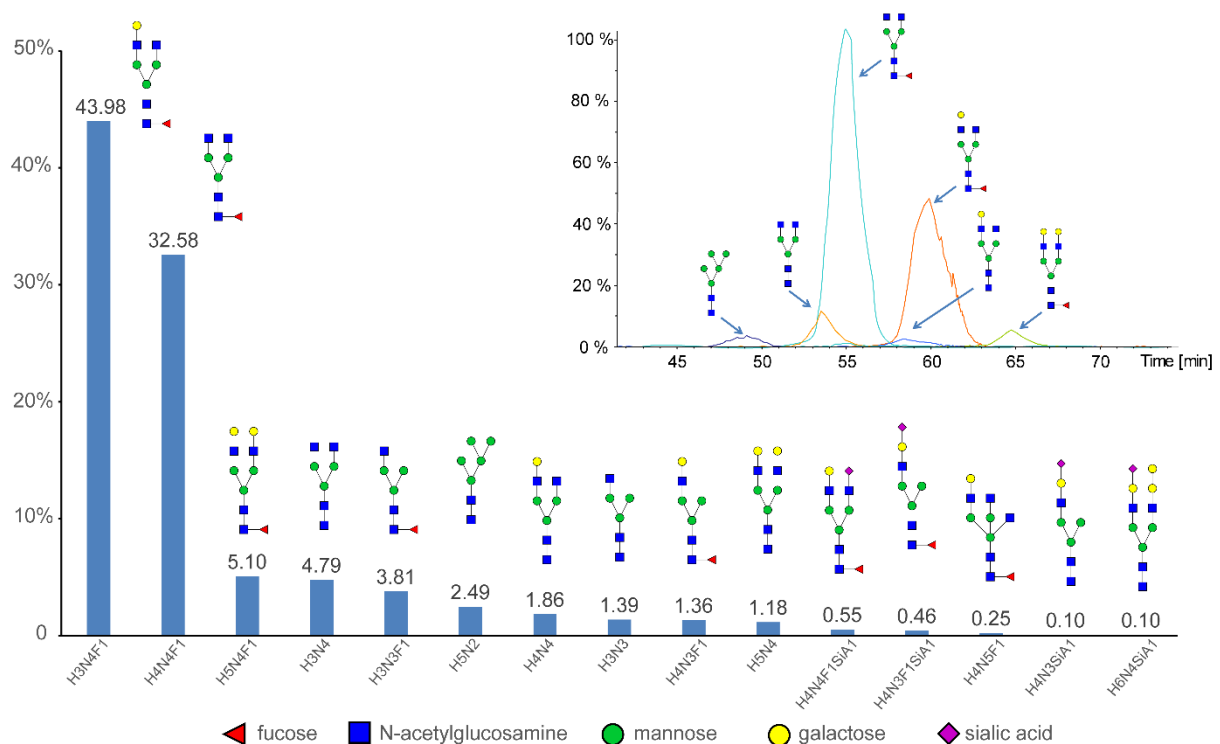 50%
40%
30%
20%
10%
0
43.98
32.58
5.10
4.79
3.81
2.49
1.86
1.39
1.36
1.18
0.55
0.46
0.25
0.10
0.10
H3N4F1
H4N4F1
H5N4F1
H3N4
H3N3F1
H5N2
H4N4
H3N3
H4N3F1
H5N4
H4N4F1SiA1
H4N3F1SiA1
H4N5F1
H4N3SiA1
H6N4SiA1
100 %
80 %
60 %
40 %
20 %
0 %
45 50 55 60 65 70 Time [min]
fucose N-acetylglucosamine mannose galactose sialic acid